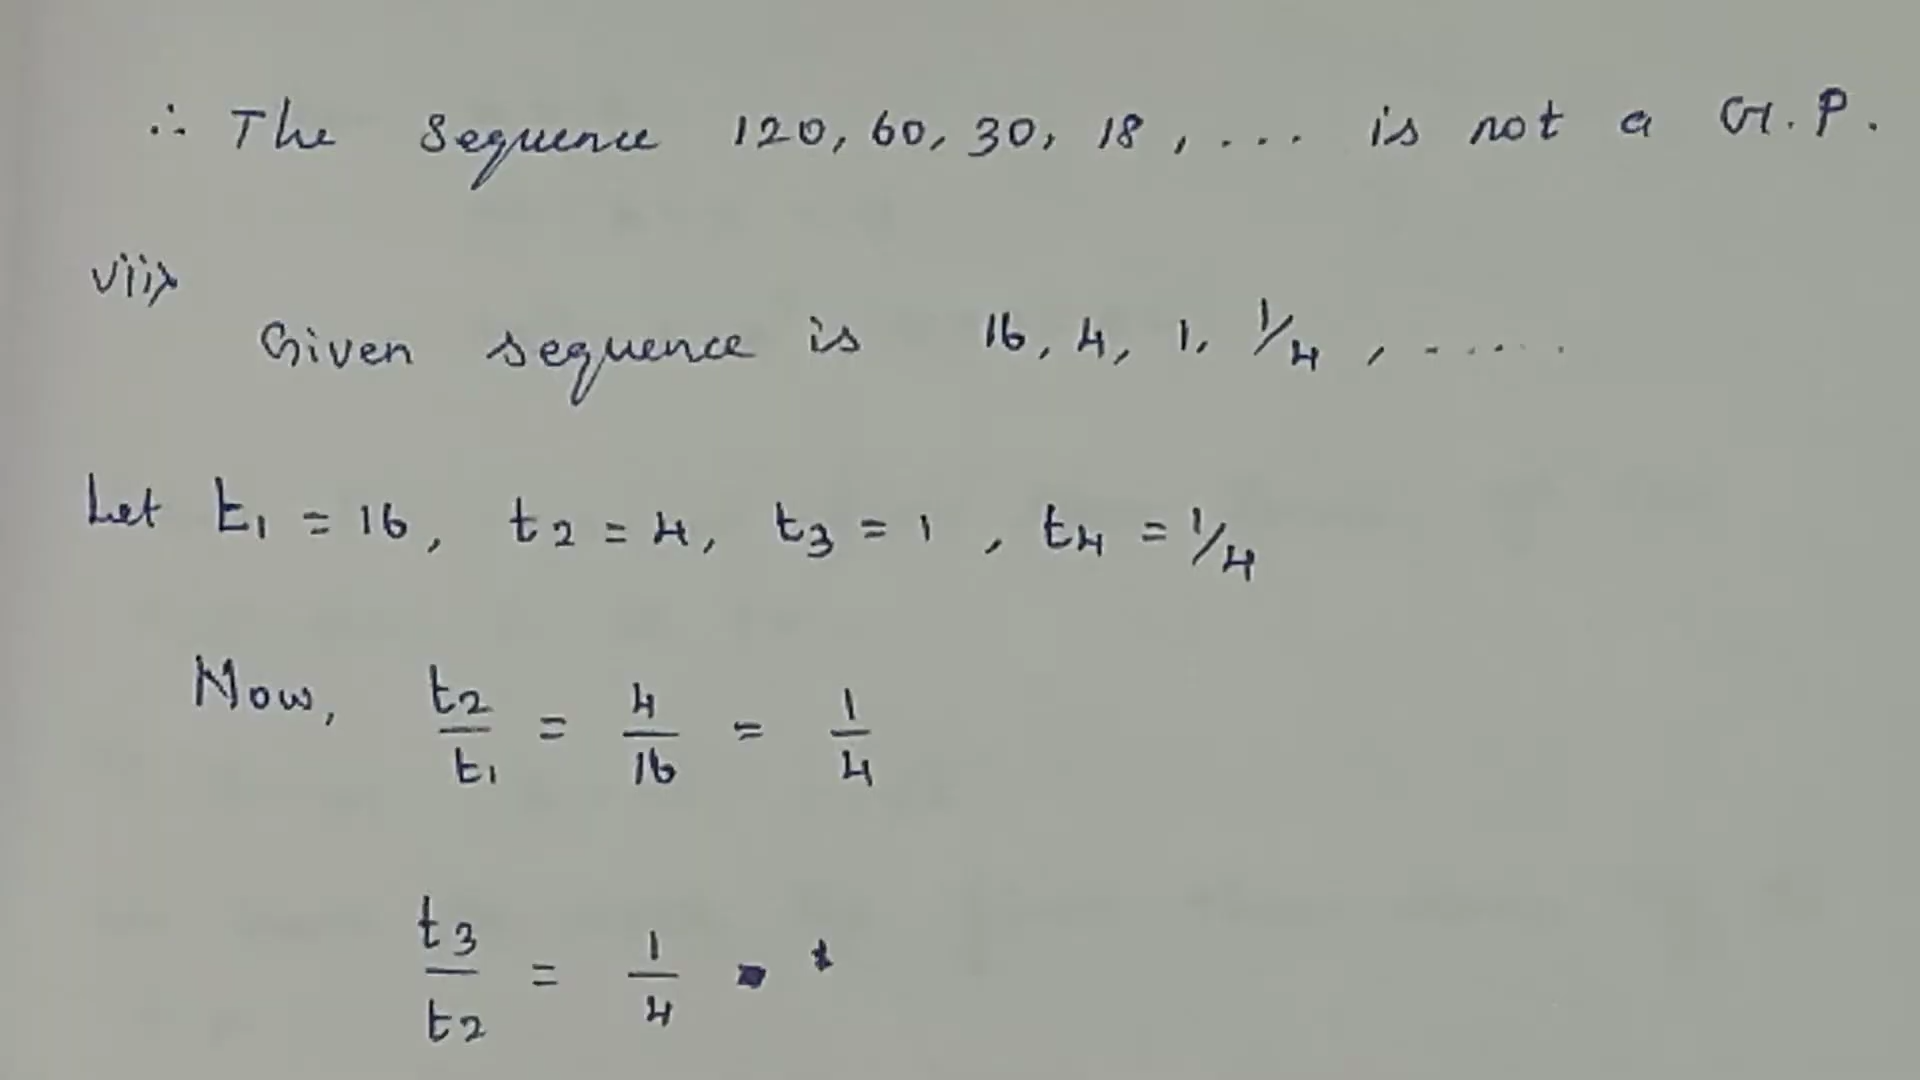 ∴ The Sequence 120, 60, 30, 18, ... is not a G.P.
vii)
Given sequence is 16, 4, 1, 1/4, .....
Let t1 = 16, t2 = 4, t3 = 1, t4 = 1/4
Now, t2/t1 = 4/16 = 1/4
t3/t2 = 1/4